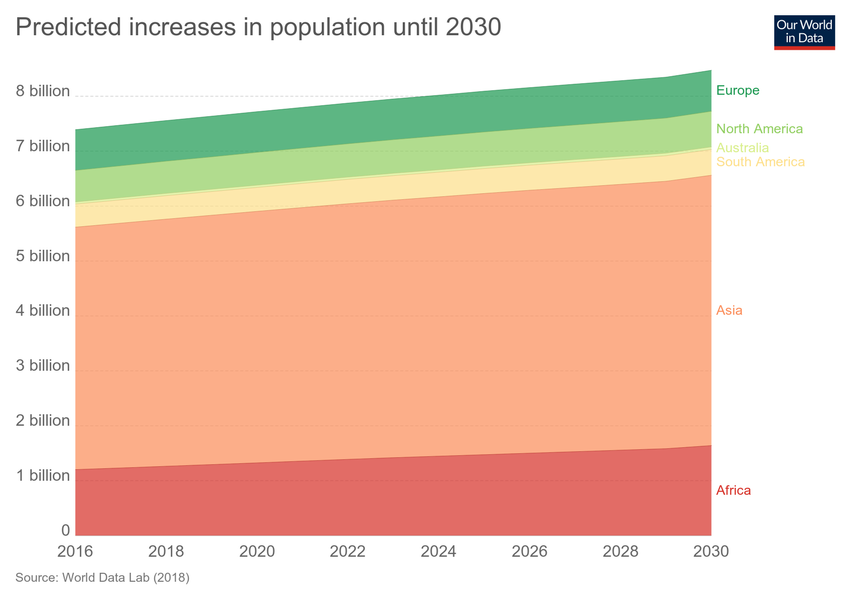 Predicted increases in population until 2030
Our World
in Data
8 billion
7 billion
6 billion
5 billion
4 billion
3 billion
2 billion
1 billion
0
Europe
North America
Australia
South America
Asia
Africa
2016 2018 2020 2022 2024 2026 2028 2030
Source: World Data Lab (2018)